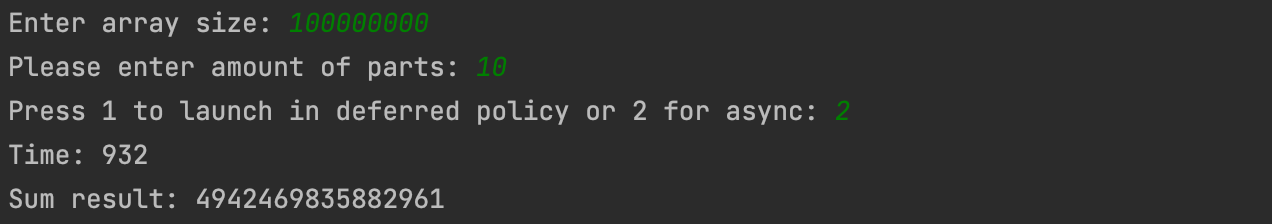 Enter array size: 100000000
Please enter amount of parts: 10
Press 1 to launch in deferred policy or 2 for async: 2
Time: 932
Sum result: 4942469835882961